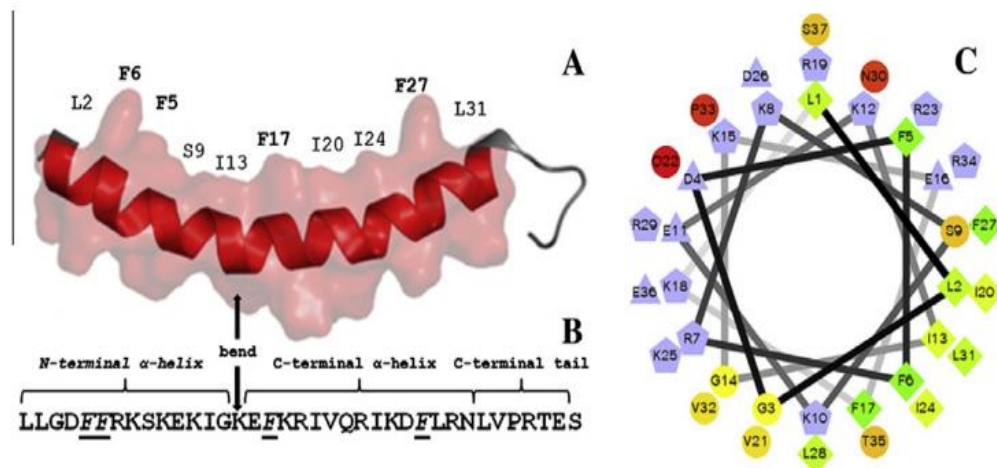 A
F6
F27
L2
F5
L31
S9
I13
F17
I20
I24
B
N-terminal α-helix
bend
C-terminal α-helix
C-terminal tail
LLGDFFRKSKEKIGKEFKRIVQRIKDFLRNLVPRTES
C
S37
R19
D26
N30
L1
K8
K12
P33
K15
R23
F5
Q22
D4
E16
R34
R29
E11
S9
F27
E36
K18
L2
I20
K25
R7
I13
L31
G14
F6
I24
V32
G3
K10
F17
V21
L28
T35